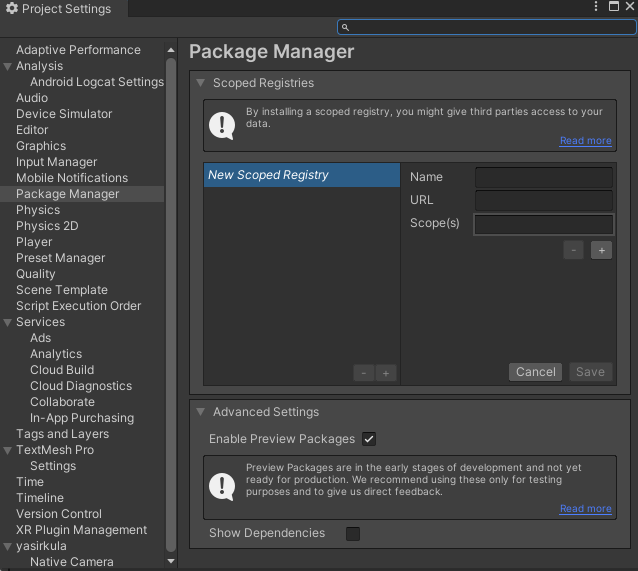 Project Settings
Adaptive Performance
Analysis
Android Logcat Settings
Audio
Device Simulator
Editor
Graphics
Input Manager
Mobile Notifications
Package Manager
Physics
Physics 2D
Player
Preset Manager
Quality
Scene Template
Script Execution Order
Services
Ads
Analytics
Cloud Build
Cloud Diagnostics
Collaborate
In-App Purchasing
Tags and Layers
TextMesh Pro
Settings
Time
Timeline
Version Control
XR Plugin Management
yasirkula
Native Camera
Package Manager
Scoped Registries
By installing a scoped registry, you might give third parties access to your
data.
Read more
New Scoped Registry
Name
URL
Scope(s)
- +
- +
Cancel Save
Advanced Settings
Enable Preview Packages
Preview Packages are in the early stages of development and not yet
ready for production. We recommend using these only for testing
purposes and to give us direct feedback.
Read more
Show Dependencies